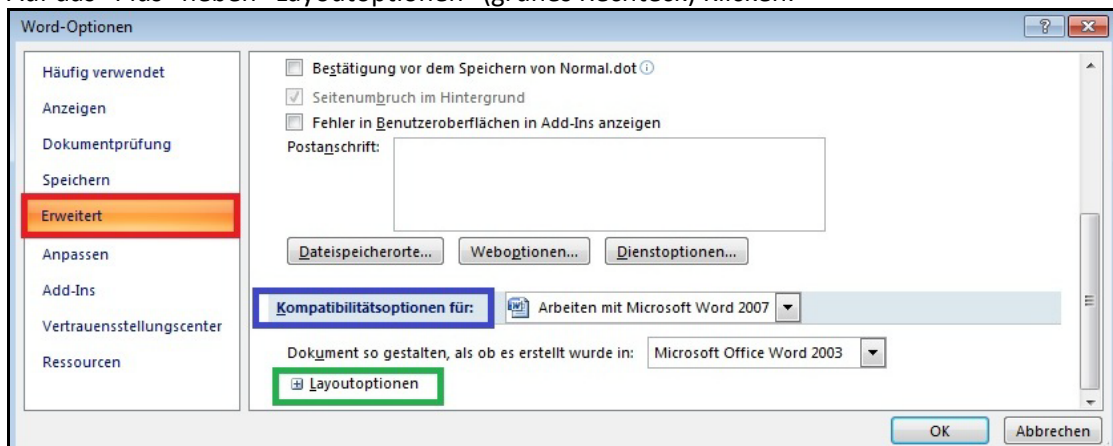 Auf das "Plus" neben "Layoutoptionen" (grünes Rechteck) klicken.
Word-Optionen
Häufig verwendet
Anzeigen
Dokumentprüfung
Speichern
Erweitert
Anpassen
Add-Ins
Vertrauensstellungscenter
Ressourcen
Bestätigung vor dem Speichern von Normal.dot
Seitenumbruch im Hintergrund
Fehler in Benutzeroberflächen in Add-Ins anzeigen
Postanschrift:
Dateispeicherorte... Weboptionen... Dienstoptionen...
Kompatibilitätsoptionen für: Arbeiten mit Microsoft Word 2007
Dokument so gestalten, als ob es erstellt wurde in: Microsoft Office Word 2003
Layoutoptionen
OK Abbrechen